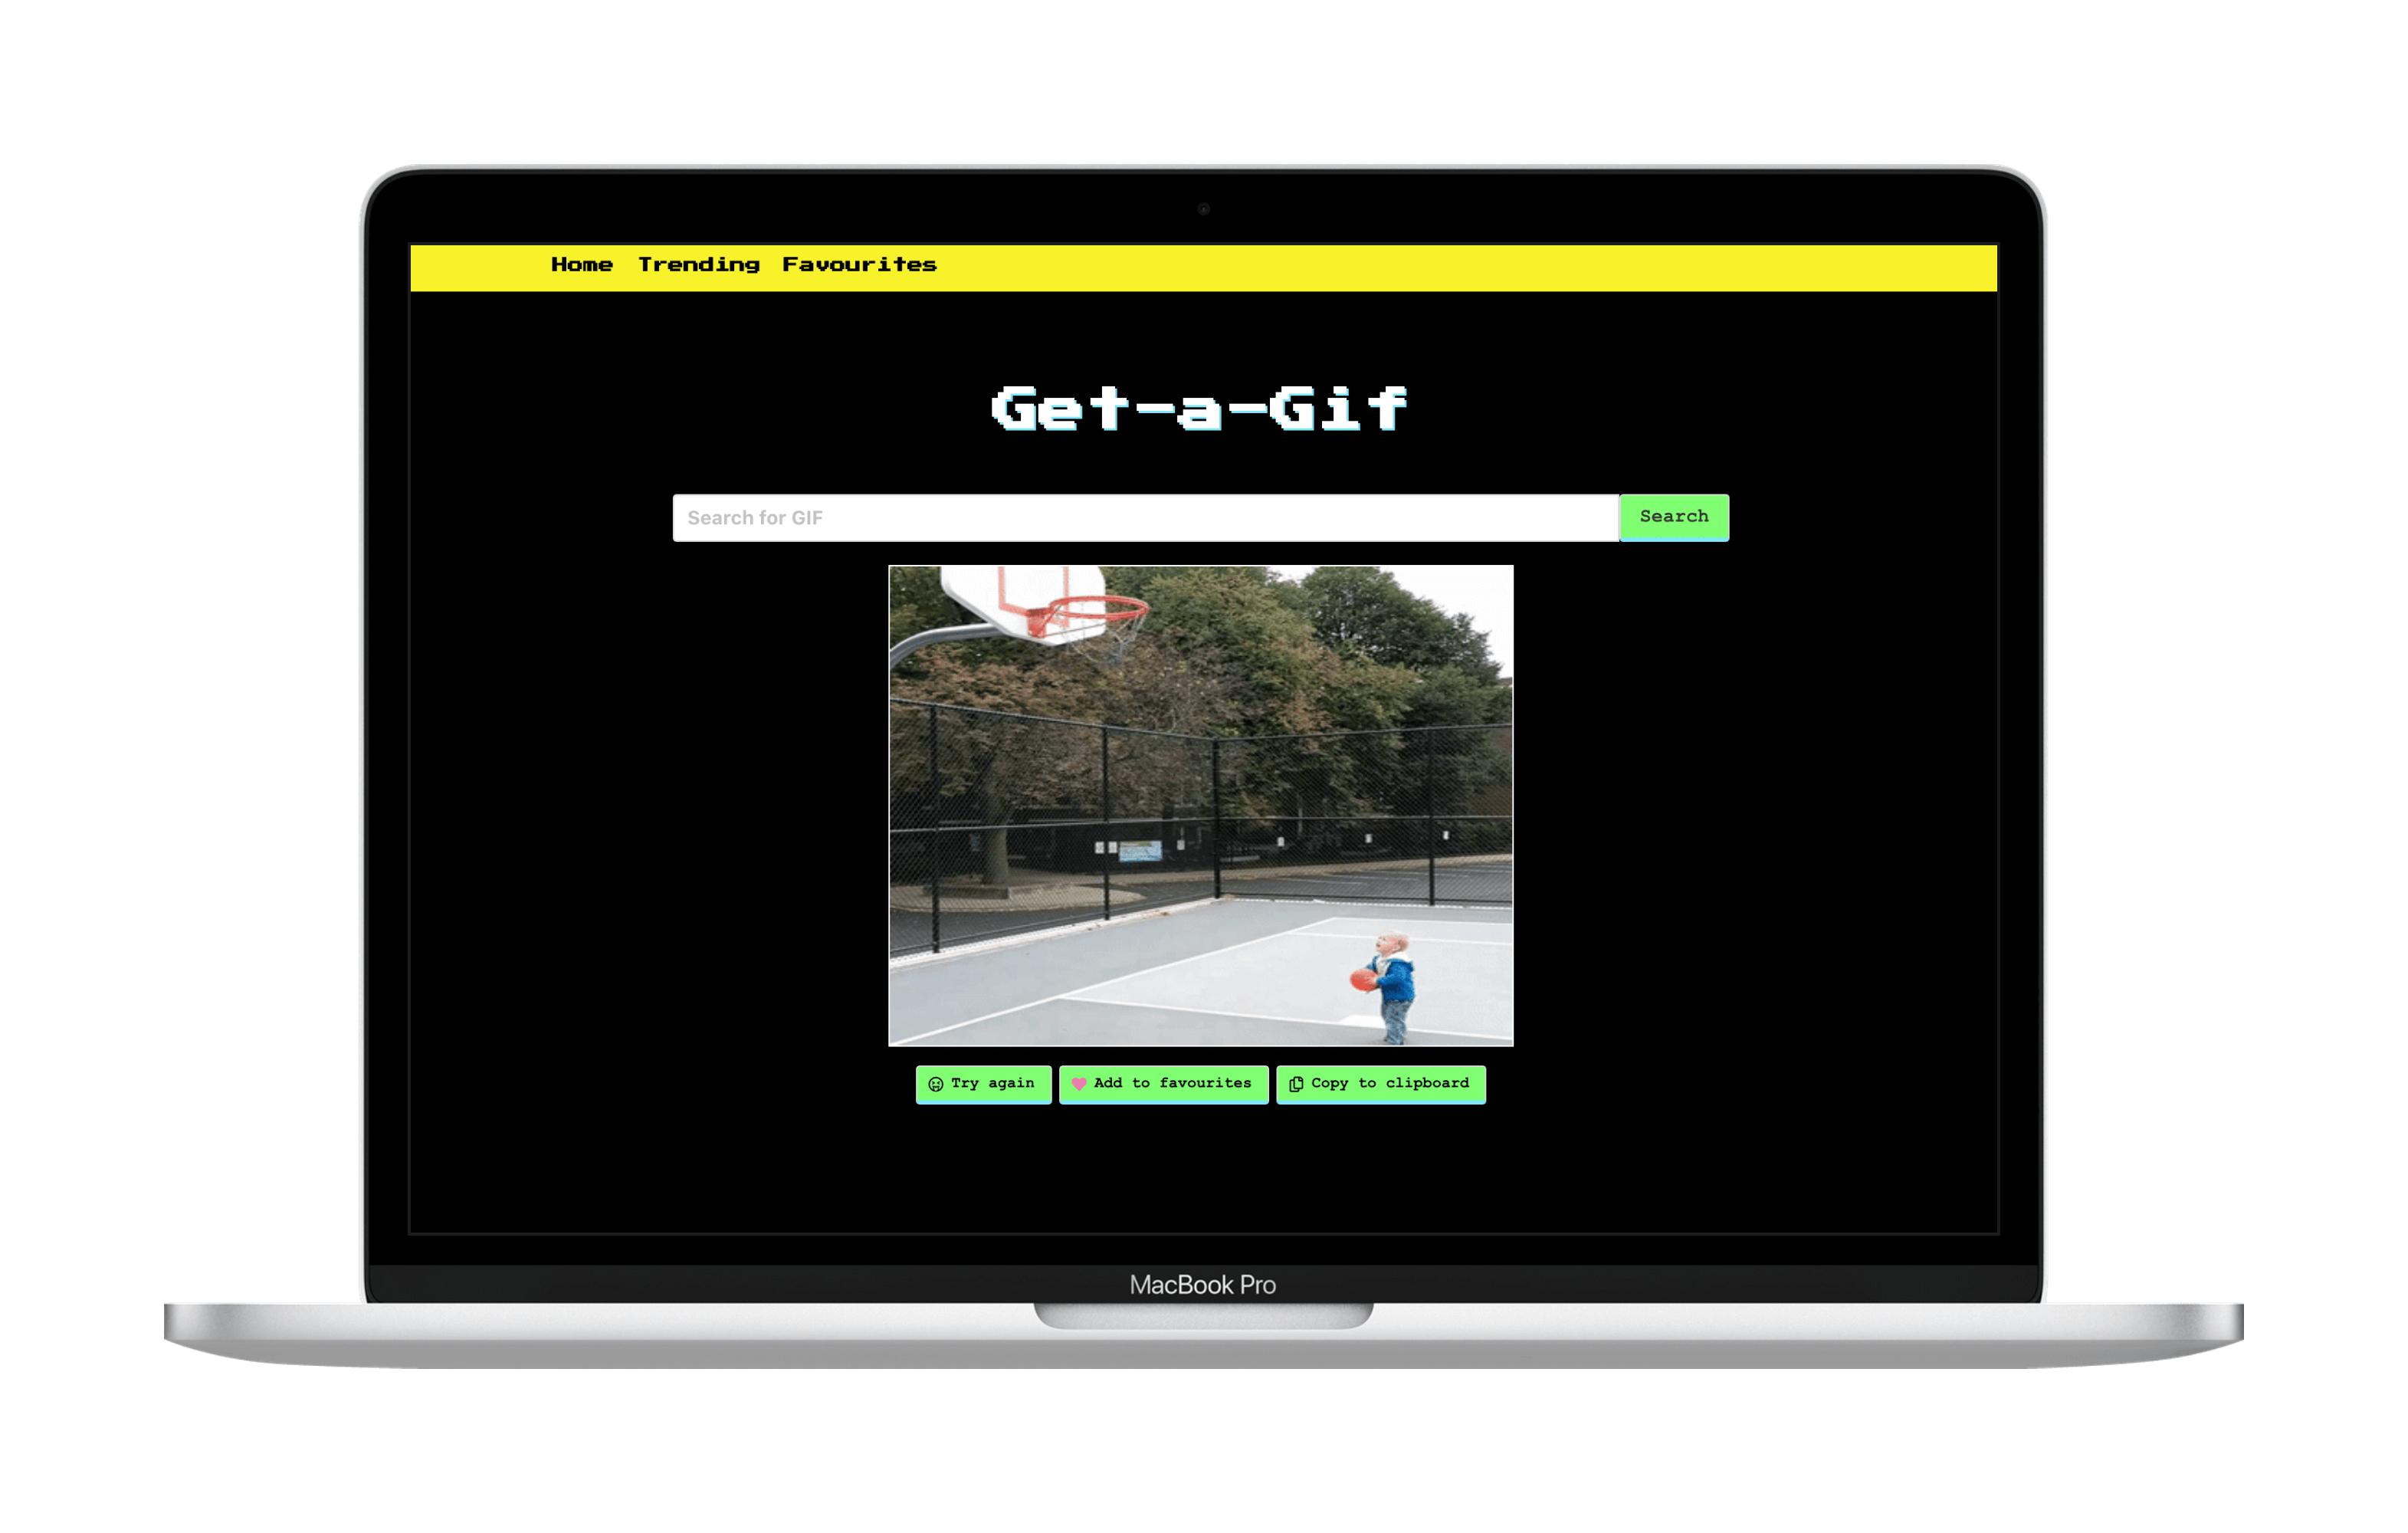 Home Trending Favourites
Get-a-Gif
Search for GIF Search
Try again Add to favourites Copy to clipboard
MacBook Pro